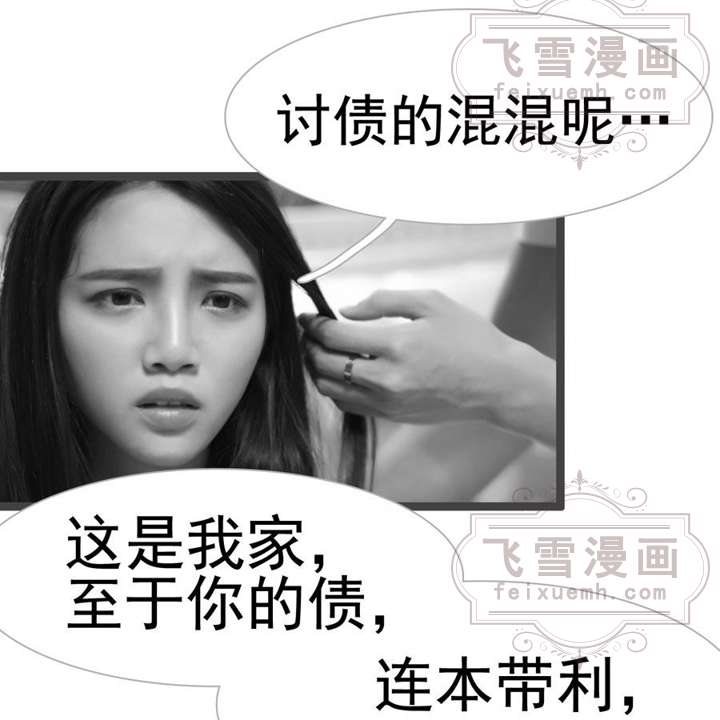 飞雪漫画
feixuemh.com
讨债的混混呢…
这是我家，
至于你的债，
飞雪漫画
feixuemh.com
连本带利，